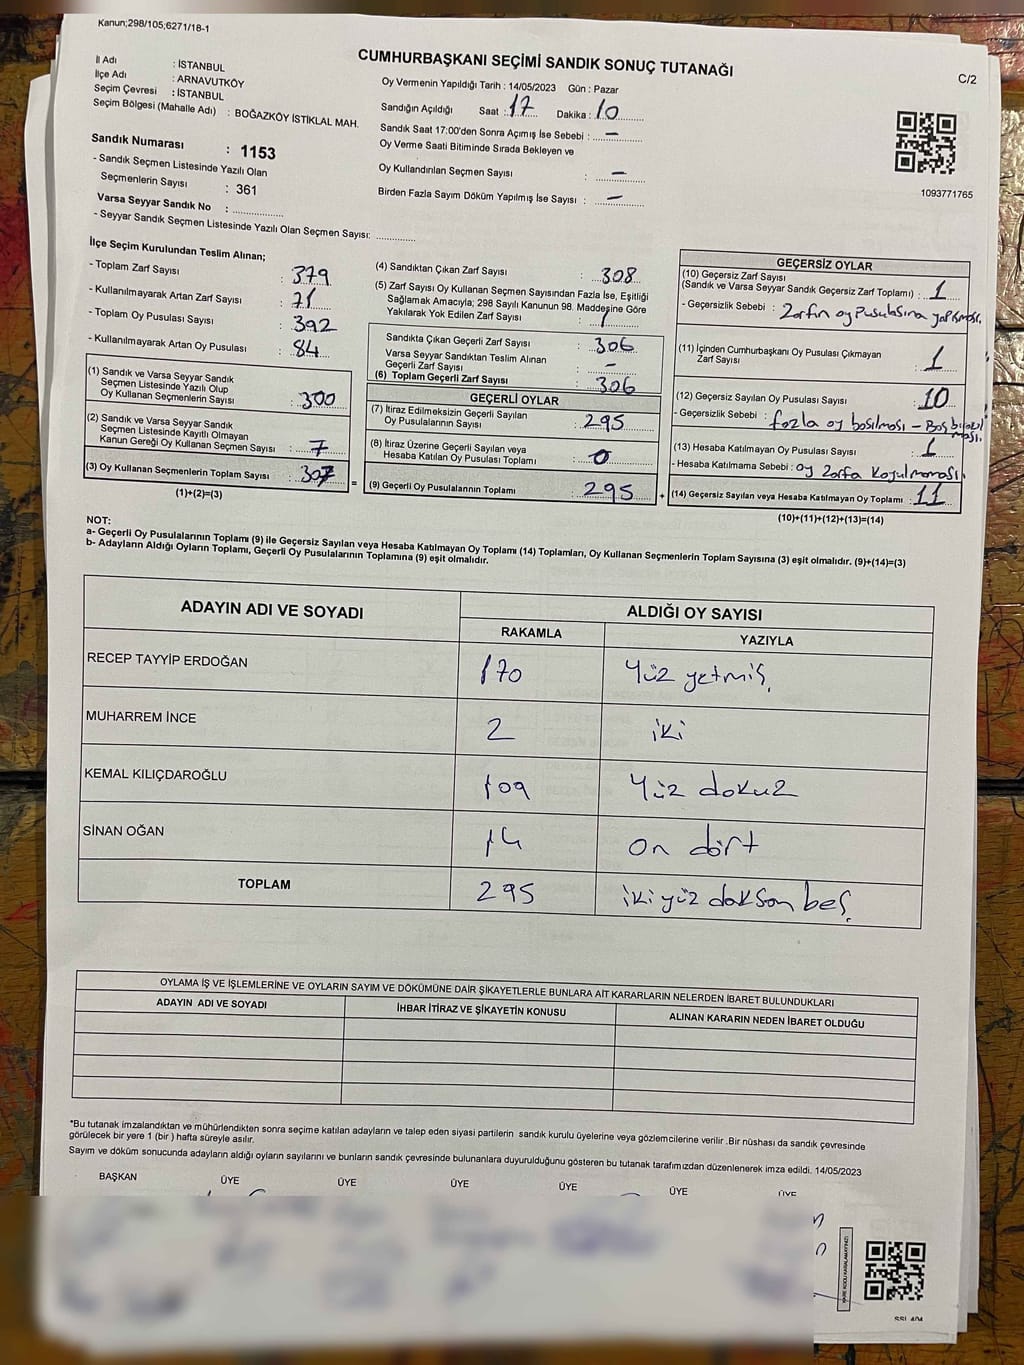 Kanun;298/105;6271/18-1
CUMHURBAŞKANI SEÇİMİ SANDIK SONUÇ TUTANAĞI
C/2
İl Adı : İSTANBUL
İlçe Adı : ARNAVUTKÖY
Seçim Çevresi : İSTANBUL
Seçim Bölgesi (Mahalle Adı) : BOĞAZKÖY İSTİKLAL MAH.
Oy Vermenin Yapıldığı Tarih : 14/05/2023 Gün : Pazar
Sandığın Açıldığı Saat : 17 Dakika : 10
Sandık Saat 17:00'den Sonra Açımış İse Sebebi : —
Oy Verme Saati Bitiminde Sırada Bekleyen ve
Oy Kullandırılan Seçmen Sayısı : —
Birden Fazla Sayım Döküm Yapılmış İse Sayısı : —
1093771765
Sandık Numarası : 1153
- Sandık Seçmen Listesinde Yazılı Olan
Seçmenlerin Sayısı : 361
Varsa Seyyar Sandık No :
- Seyyar Sandık Seçmen Listesinde Yazılı Olan Seçmen Sayısı:
İlçe Seçim Kurulundan Teslim Alınan;
- Toplam Zarf Sayısı : 379
- Kullanılmayarak Artan Zarf Sayısı : 71
- Toplam Oy Pusulası Sayısı : 392
- Kullanılmayarak Artan Oy Pusulası : 84
(1) Sandık ve Varsa Seyyar Sandık
Seçmen Listesinde Yazılı Olup
Oy Kullanan Seçmenlerin Sayısı : 300
(2) Sandık ve Varsa Seyyar Sandık
Seçmen Listesinde Kayıtlı Olmayan
Kanun Gereği Oy Kullanan Seçmen Sayısı : 7
(3) Oy Kullanan Seçmenlerin Toplam Sayısı : 307
(1)+(2)=(3)
=
(4) Sandıktan Çıkan Zarf Sayısı : 308
(5) Zarf Sayısı Oy Kullanan Seçmen Sayısından Fazla İse, Eşitliği
Sağlamak Amacıyla; 298 Sayılı Kanunun 98. Maddesine Göre
Yakılarak Yok Edilen Zarf Sayısı : 1
Sandıkta Çıkan Geçerli Zarf Sayısı : 306
Varsa Seyyar Sandıktan Teslim Alınan
Geçerli Zarf Sayısı : -
(6) Toplam Geçerli Zarf Sayısı : 306
GEÇERLİ OYLAR
(7) İtiraz Edilmeksizin Geçerli Sayılan
Oy Pusulalarının Sayısı : 295
(8) İtiraz Üzerine Geçerli Sayılan veya
Hesaba Katılan Oy Pusulası Toplamı : 0
(9) Geçerli Oy Pusulalarının Toplamı : 295
+
GEÇERSİZ OYLAR
(10) Geçersiz Zarf Sayısı
(Sandık ve Varsa Seyyar Sandık Geçersiz Zarf Toplamı) : 1
- Geçersizlik Sebebi : Zarfın oy pusulasına yapışması.
(11) İçinden Cumhurbaşkanı Oy Pusulası Çıkmayan
Zarf Sayısı : 1
(12) Geçersiz Sayılan Oy Pusulası Sayısı : 10
- Geçersizlik Sebebi : fazla oy basılması - Boş
(13) Hesaba Katılmayan Oy Pusulası Sayısı : 1
- Hesaba Katılmama Sebebi : oy zarfa koyulmaması
(14) Geçersiz Sayılan veya Hesaba Katılmayan Oy Toplamı : 11
(10)+(11)+(12)+(13)=(14)
NOT:
a- Geçerli Oy Pusulalarının Toplamı (9) ile Geçersiz Sayılan veya Hesaba Katılmayan Oy Toplamı (14) Toplamları, Oy Kullanan Seçmenlerin Toplam Sayısına (3) eşit olmalıdır. (9)+(14)=(3)
b- Adayların Aldığı Oyların Toplamı, Geçerli Oy Pusulalarının Toplamına (9) eşit olmalıdır.
ADAYIN ADI VE SOYADI ALDIĞI OY SAYISI
RAKAMLA YAZIYLA
RECEP TAYYİP ERDOĞAN 170 Yüz yetmiş.
MUHARREM İNCE 2 iki
KEMAL KILIÇDAROĞLU 109 Yüz dokuz
SİNAN OĞAN 14 on dört
TOPLAM 295 iki yüz doksan beş.
OYLAMA İŞ VE İŞLEMLERİNE VE OYLARIN SAYIM VE DÖKÜMÜNE DAİR ŞİKAYETLERLE BUNLARA AİT KARARLARIN NELERDEN İBARET BULUNDUKLARI
ADAYIN ADI VE SOYADI İHBAR İTİRAZ VE ŞİKAYETİN KONUSU ALINAN KARARIN NEDEN İBARET OLDUĞU
*Bu tutanak imzalandıktan ve mühürlendikten sonra seçime katılan adayların ve talep eden siyasi partilerin sandık kurulu üyelerine veya gözlemcilerine verilir .Bir nüshası da sandık çevresinde
görülecek bir yere 1 (bir ) hafta süreyle asılır.
Sayım ve döküm sonucunda adayların aldığı oyların sayılarını ve bunların sandık çevresinde bulunanlara duyurulduğunu gösteren bu tutanak tarafımızdan düzenlenerek imza edildi. 14/05/2023
BAŞKAN ÜYE ÜYE ÜYE ÜYE ÜYE ÜYE